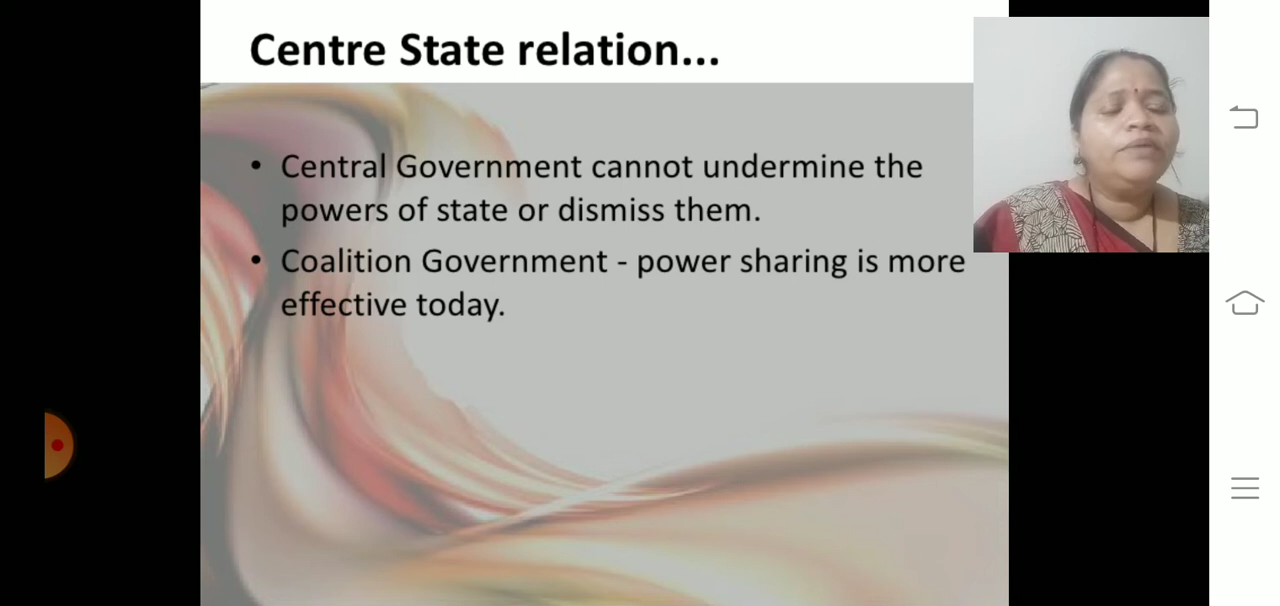 Centre State relation...
• Central Government cannot undermine the
powers of state or dismiss them.
• Coalition Government - power sharing is more
effective today.